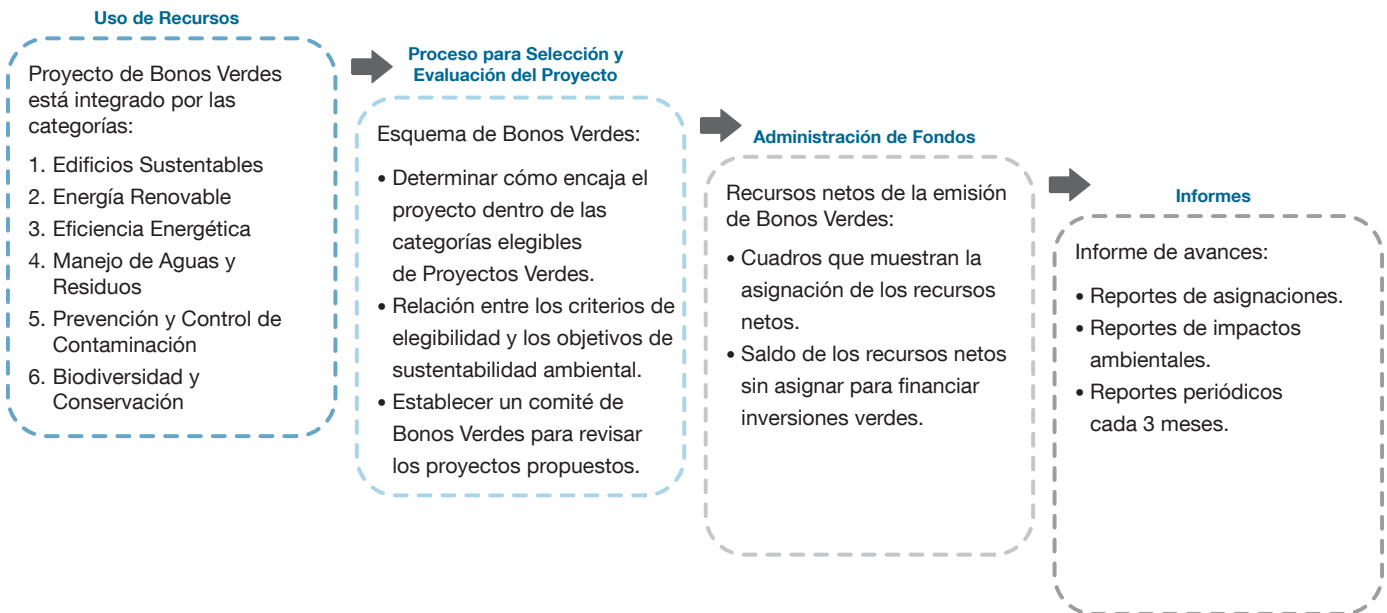 Uso de Recursos
Proyecto de Bonos Verdes
está integrado por las
categorías:
1. Edificios Sustentables
2. Energía Renovable
3. Eficiencia Energética
4. Manejo de Aguas y
Residuos
5. Prevención y Control de
Contaminación
6. Biodiversidad y
Conservación
Proceso para Selección y
Evaluación del Proyecto
Esquema de Bonos Verdes:
• Determinar cómo encaja el
proyecto dentro de las
categorías elegibles
de Proyectos Verdes.
• Relación entre los criterios de
elegibilidad y los objetivos de
sustentabilidad ambiental.
• Establecer un comité de
Bonos Verdes para revisar
los proyectos propuestos.
Administración de Fondos
Recursos netos de la emisión
de Bonos Verdes:
• Cuadros que muestran la
asignación de los recursos
netos.
• Saldo de los recursos netos
sin asignar para financiar
inversiones verdes.
Informes
Informe de avances:
• Reportes de asignaciones.
• Reportes de impactos
ambientales.
• Reportes periódicos
cada 3 meses.